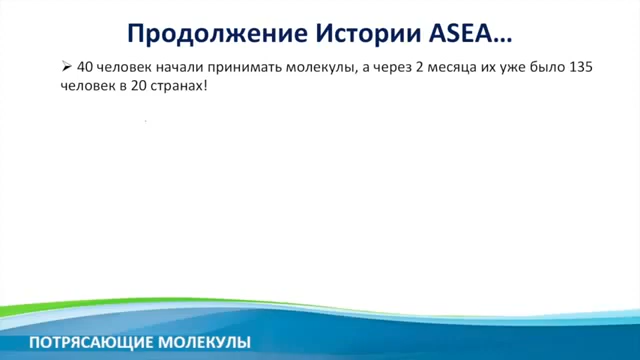 Продолжение Истории ASEA...
➢ 40 человек начали принимать молекулы, а через 2 месяца их уже было 135
человек в 20 странах!
ПОТРЯСАЮЩИЕ МОЛЕКУЛЫ